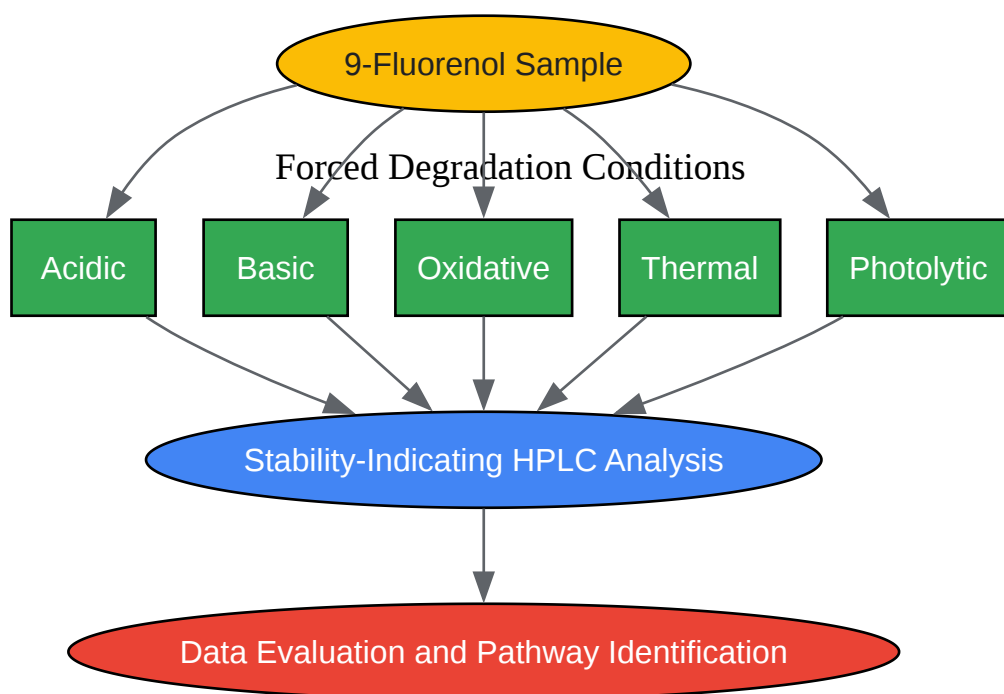 9-Fluorenol Sample
Forced Degradation Conditions
Acidic
Basic
Oxidative
Thermal
Photolytic
Stability-Indicating HPLC Analysis
Data Evaluation and Pathway Identification